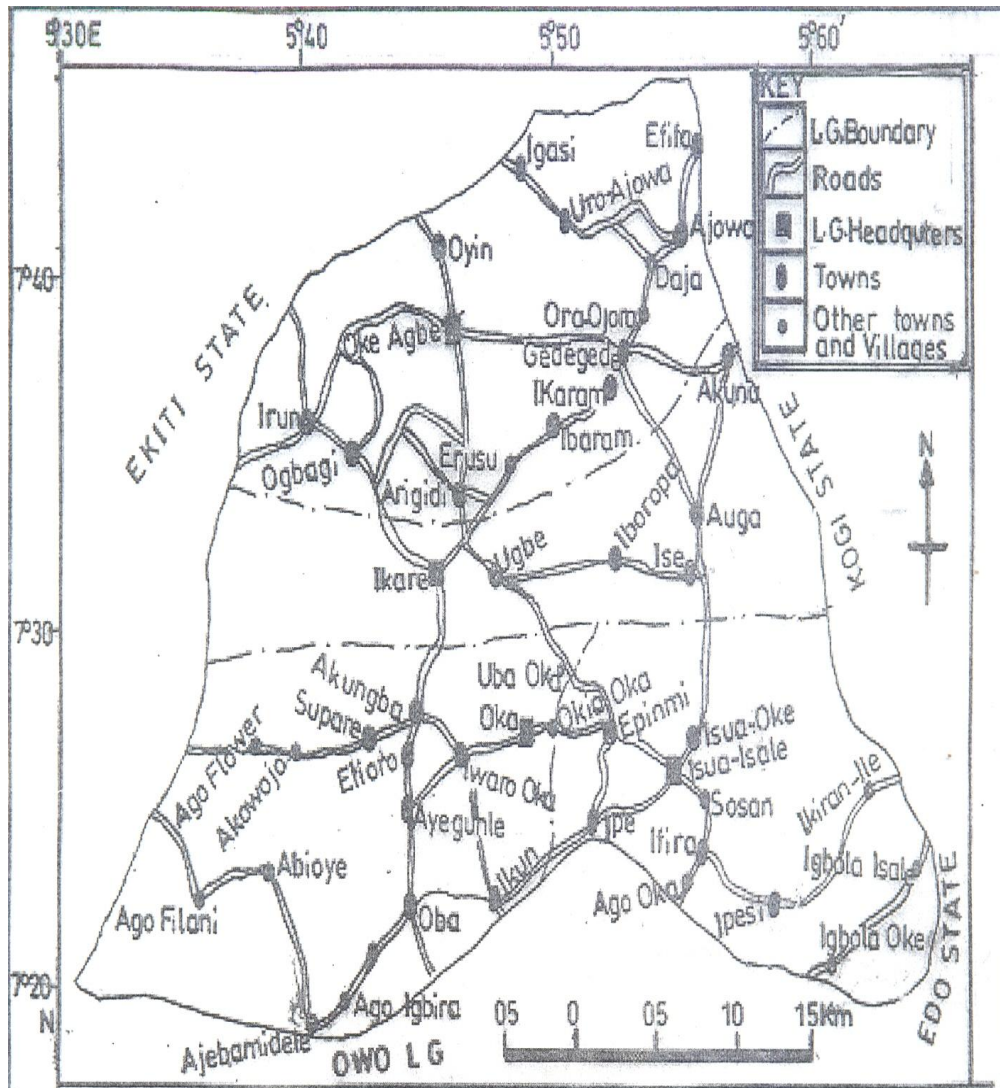 5°30E
5°40
5°50
5°60'
KEY
L.G.Boundary
Roads
L·G·Headquters
Towns
Other towns
and Villages
Igasi
Efifa
Uro-Ajowa
Ajowa
Oyin
Daja
7°40
Ora-Ojora
Oke Agbe
Gedegede
Akuna
IKaram
EKITI STATE
KOGI STATE
N
Irun
Ibaram
Ogbagi
Erusu
Arigidi
Iboropa
Auga
Ugbe
Ise
Ikare
7°30
Akungba
Uba Oka
Okia Oka
Supare
Oka
Epinmi
Isua-Oke
Isua-Isale
Ago Flower
Akowojo
Etioto
Iwaro Oka
Ikiran-Ile
Sosan
Ayegunle
Ipe
Ifira
Abioye
Ikun
Igbola Isal
Ago Filani
Oba
Ago Oka
Ipesi
Igbola Oke
EDO STATE
7°20
N
Ago Igbira
05 0 05 10 15Km
Ajebamidele
OWO L G